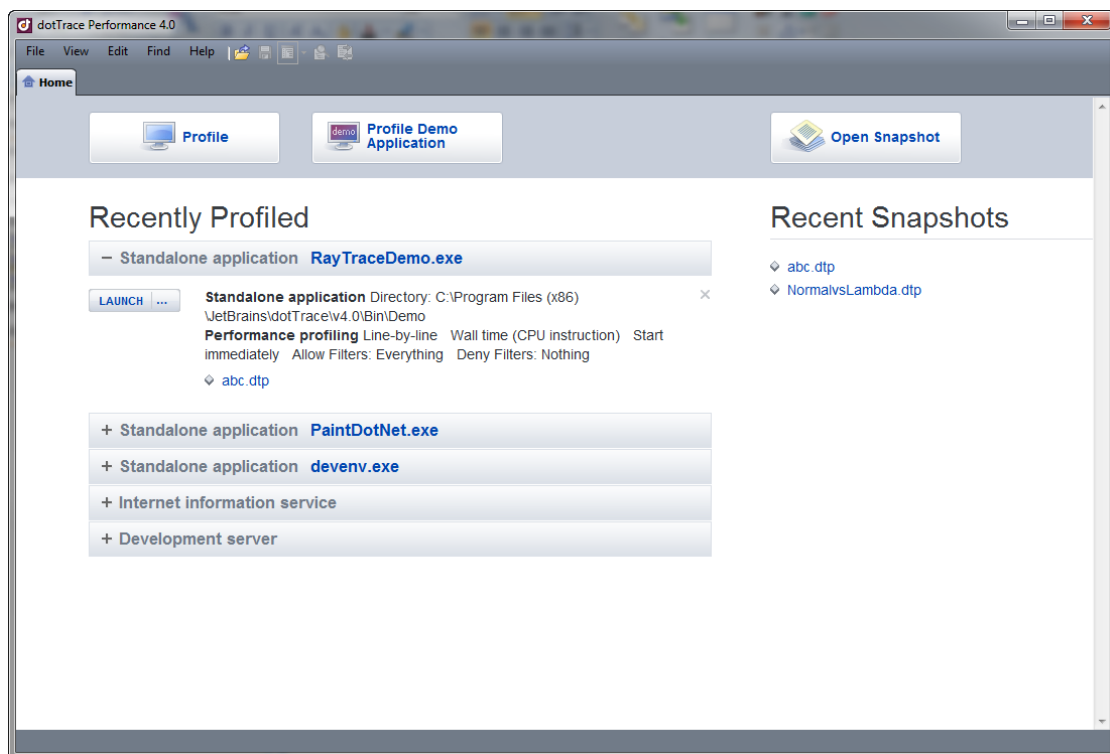 dotTrace Performance 4.0
File View Edit Find Help
Home
Profile
Profile Demo
Application
Open Snapshot
Recently Profiled
Recent Snapshots
− Standalone application RayTraceDemo.exe
abc.dtp
NormalvsLambda.dtp
LAUNCH ...
Standalone application Directory: C:\Program Files (x86)
\JetBrains\dotTrace\v4.0\Bin\Demo
Performance profiling Line-by-line Wall time (CPU instruction) Start
immediately Allow Filters: Everything Deny Filters: Nothing
abc.dtp
+ Standalone application PaintDotNet.exe
+ Standalone application devenv.exe
+ Internet information service
+ Development server